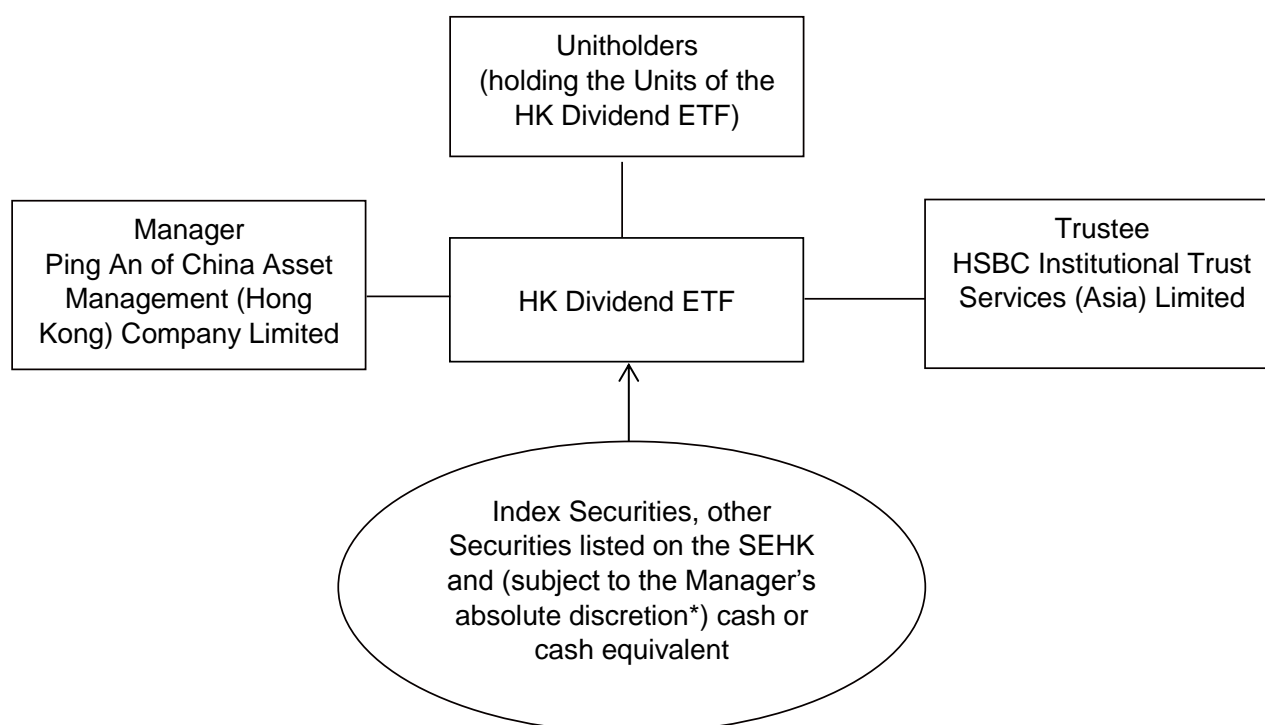 Unitholders
(holding the Units of the
HK Dividend ETF)
Manager
Ping An of China Asset
Management (Hong
Kong) Company Limited
HK Dividend ETF
Trustee
HSBC Institutional Trust
Services (Asia) Limited
Index Securities, other
Securities listed on the SEHK
and (subject to the Manager’s
absolute discretion*) cash or
cash equivalent